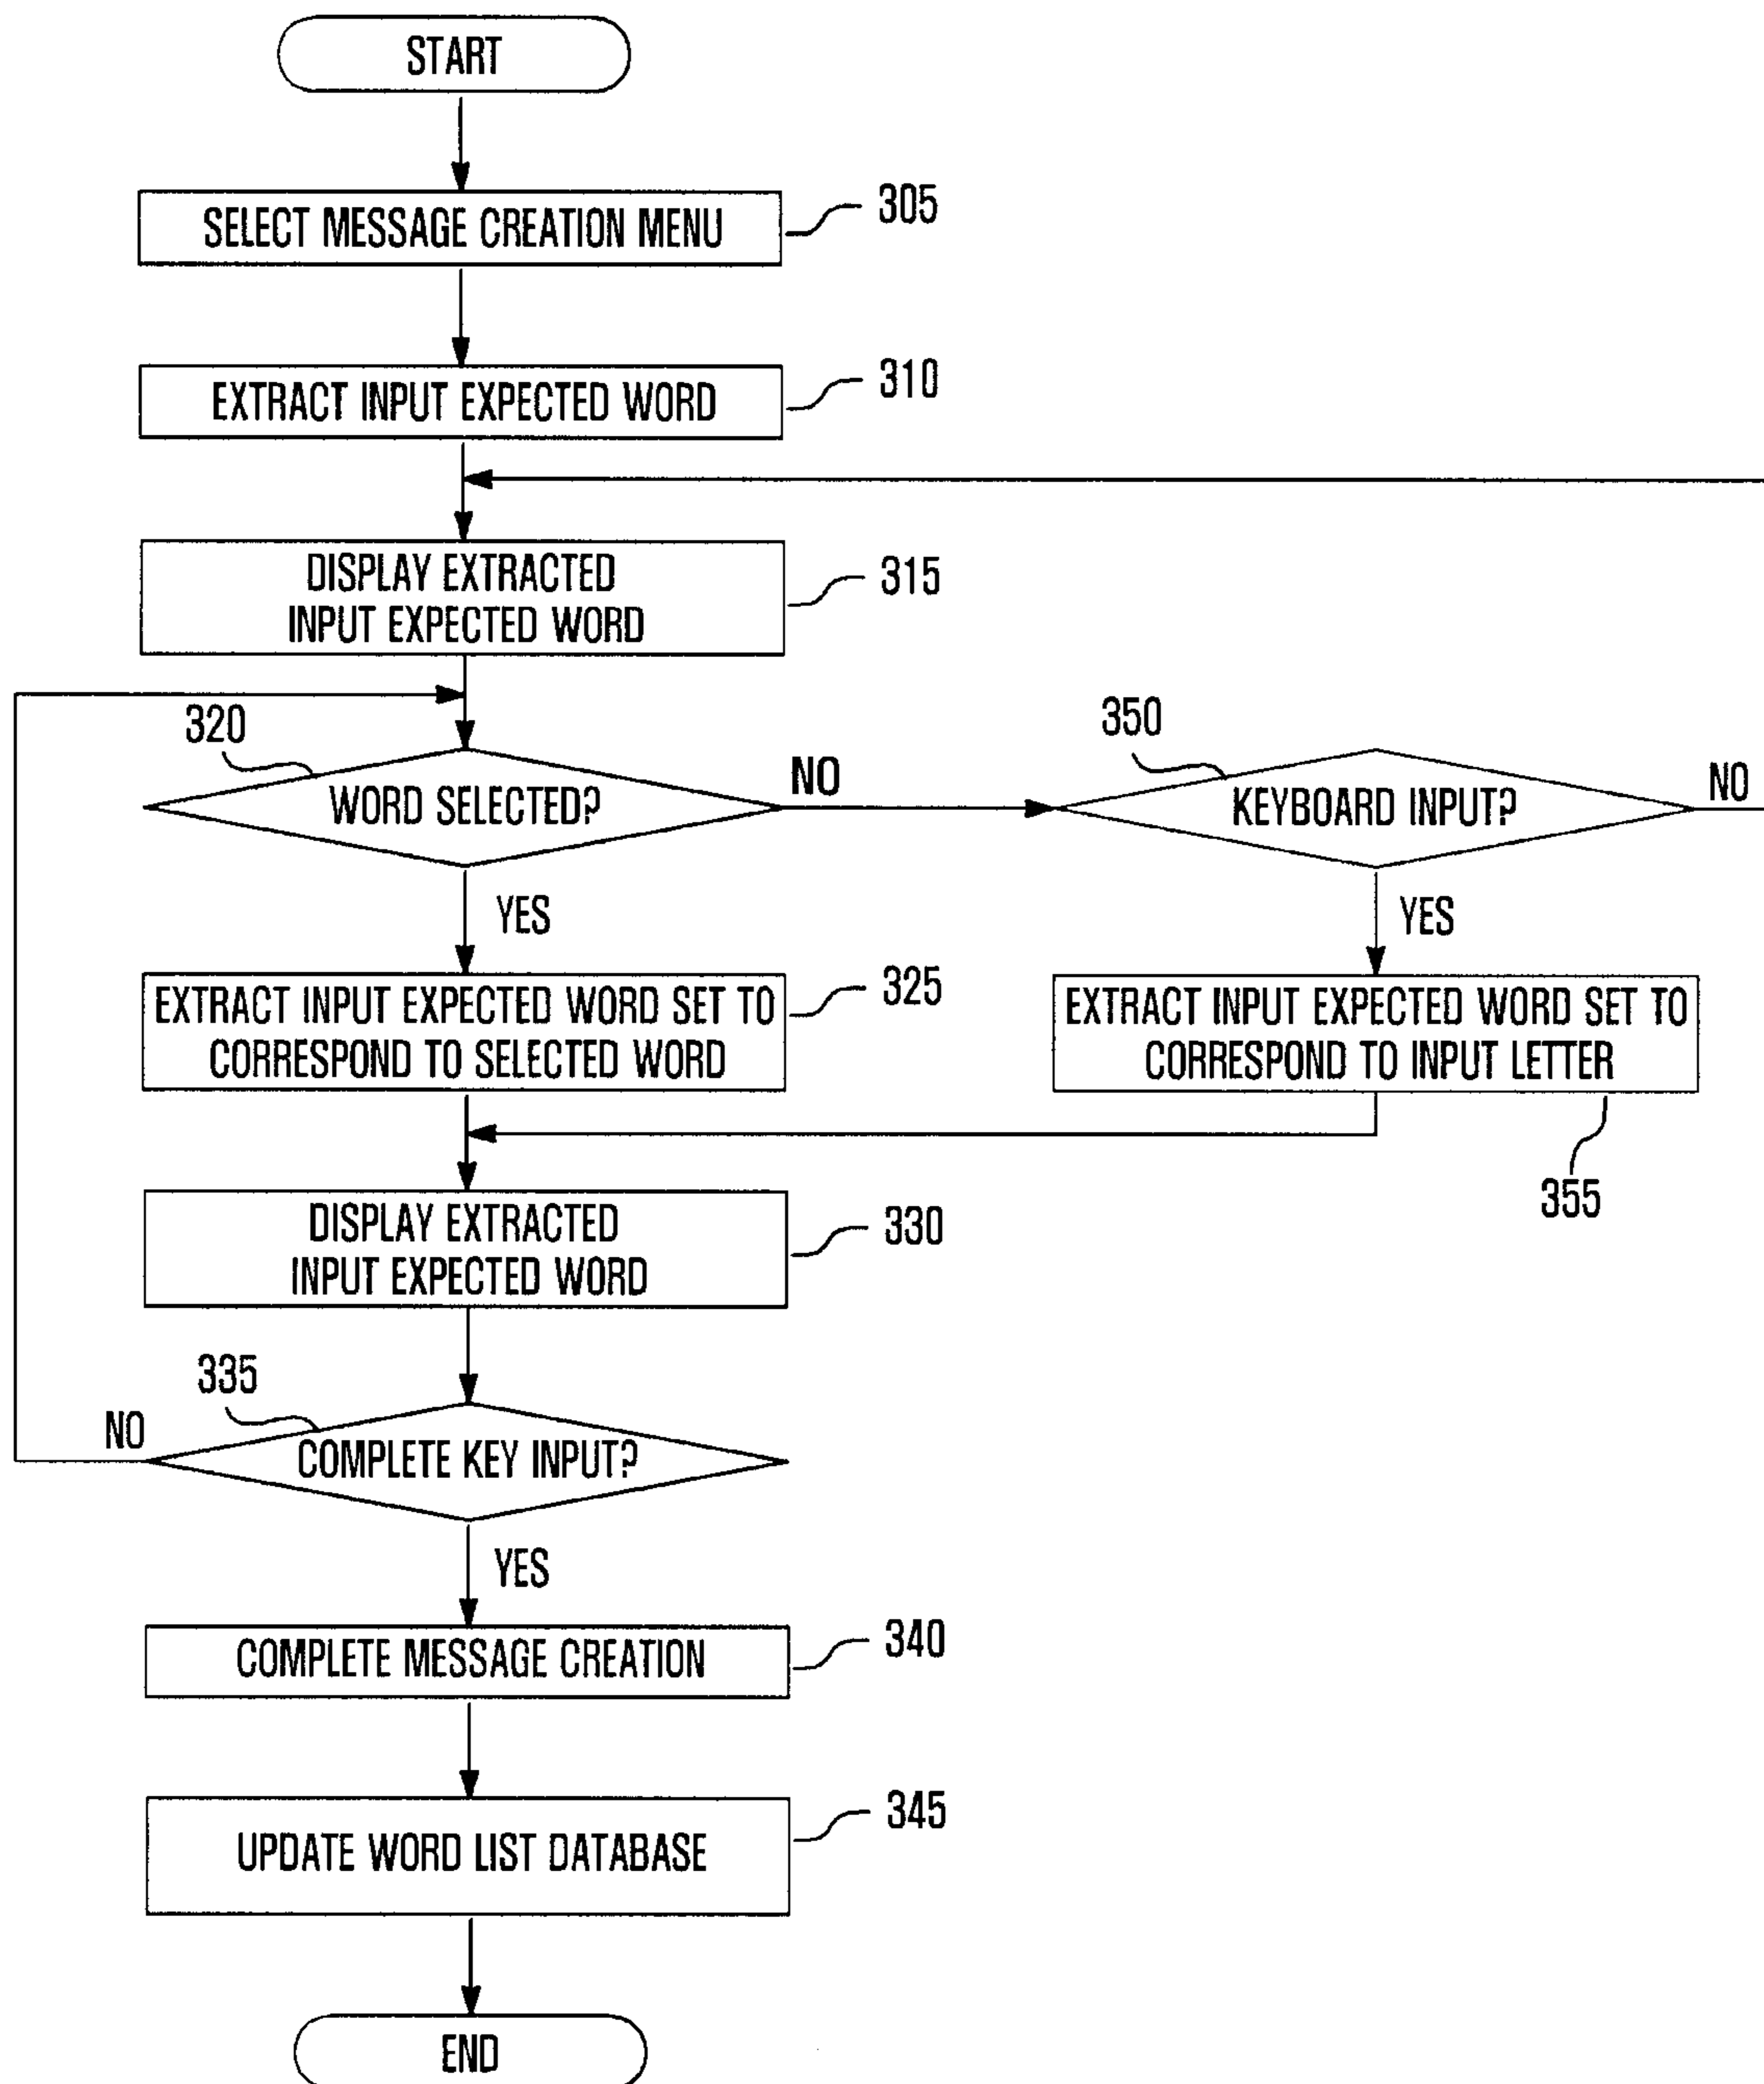 START
305
SELECT MESSAGE CREATION MENU
310
EXTRACT INPUT EXPECTED WORD
315
DISPLAY EXTRACTED
INPUT EXPECTED WORD
320
WORD SELECTED?
NO
350
KEYBOARD INPUT?
NO
YES
YES
325
EXTRACT INPUT EXPECTED WORD SET TO
CORRESPOND TO SELECTED WORD
EXTRACT INPUT EXPECTED WORD SET TO
CORRESPOND TO INPUT LETTER
355
330
DISPLAY EXTRACTED
INPUT EXPECTED WORD
335
NO
COMPLETE KEY INPUT?
YES
340
COMPLETE MESSAGE CREATION
345
UPDATE WORD LIST DATABASE
END